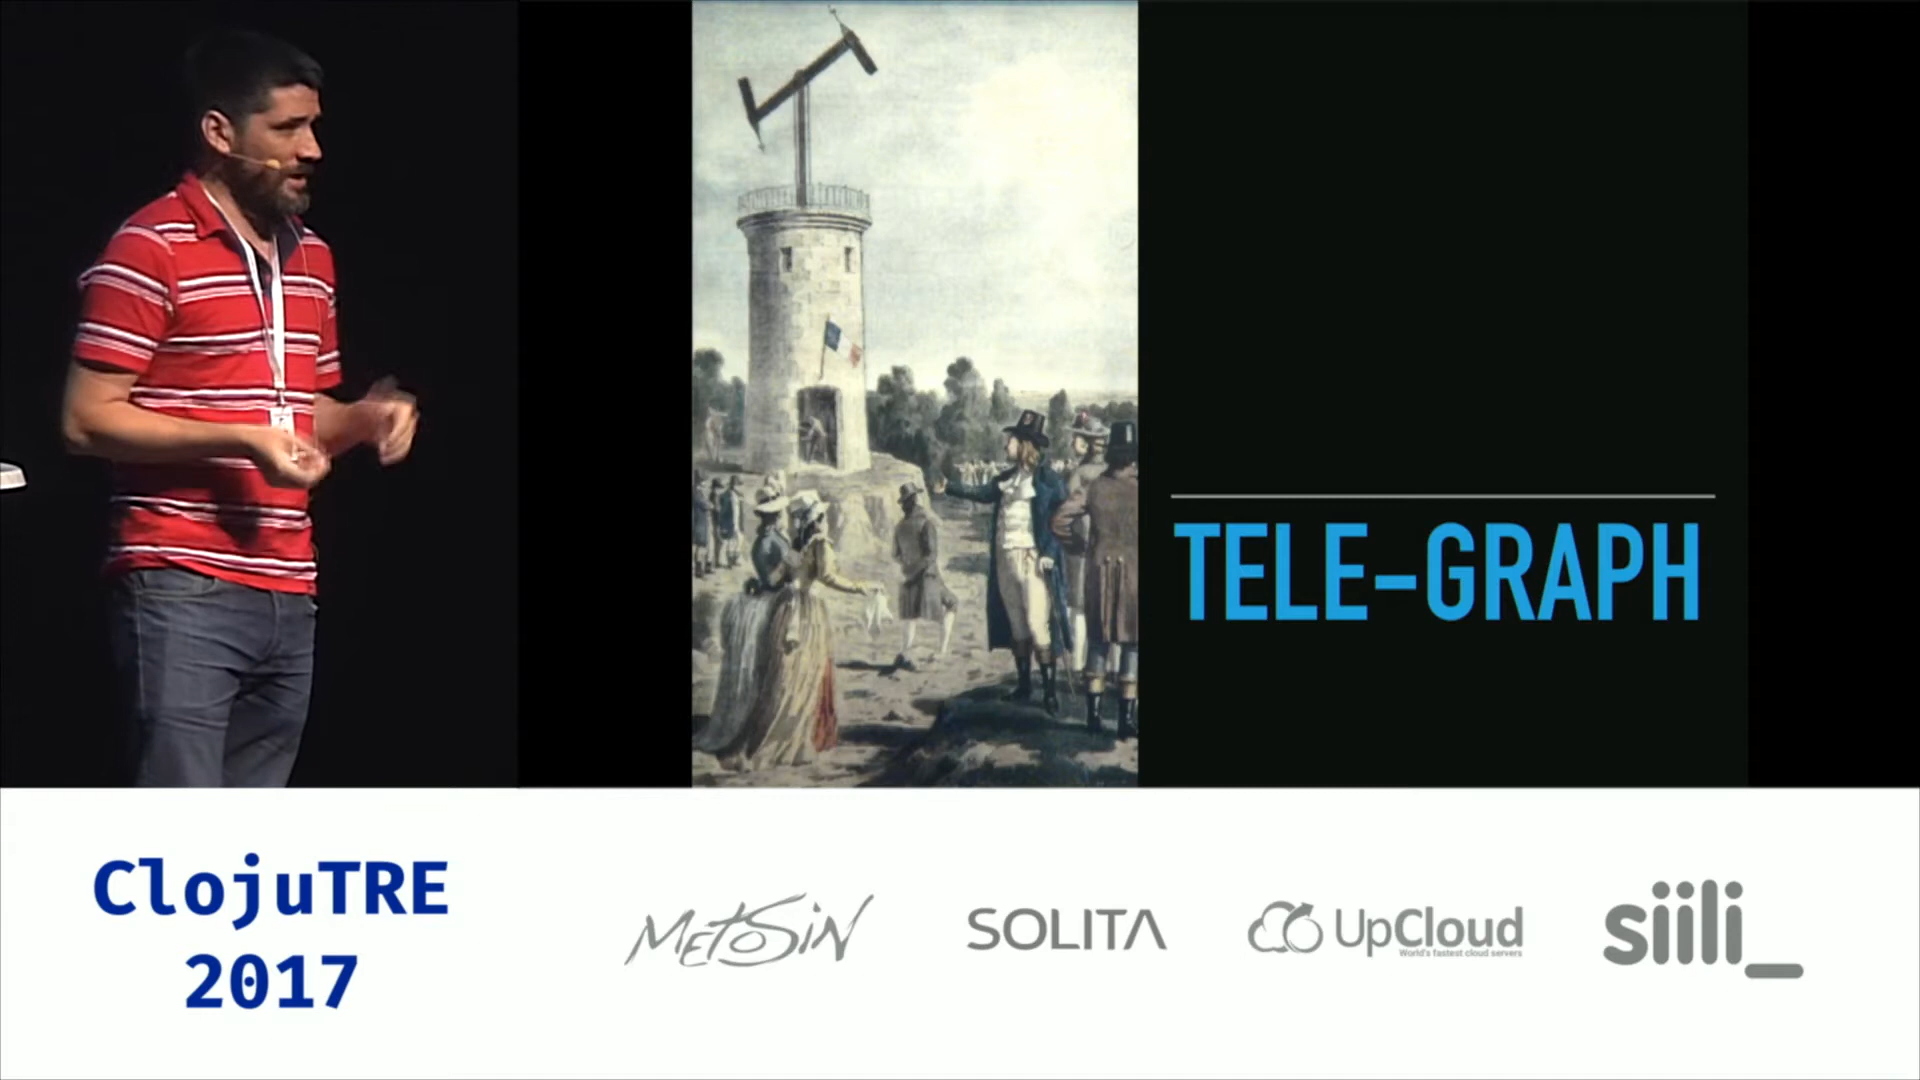 TELE-GRAPH
ClojuTRE
2017
METOSIN
SOLITA
UpCloud
World's fastest cloud servers
siili_